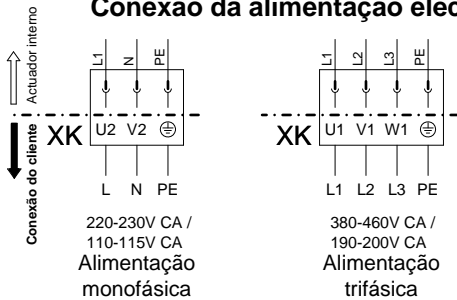 Conexão da alimentação eléc
Actuador interno
Conexão do cliente
L1 N PE
XK
U2 V2
L N PE
220-230V CA /
110-115V CA
Alimentação
monofásica
L1 L2 L3 PE
XK
U1 V1 W1
L1 L2 L3 PE
380-460V CA /
190-200V CA
Alimentação
trifásica